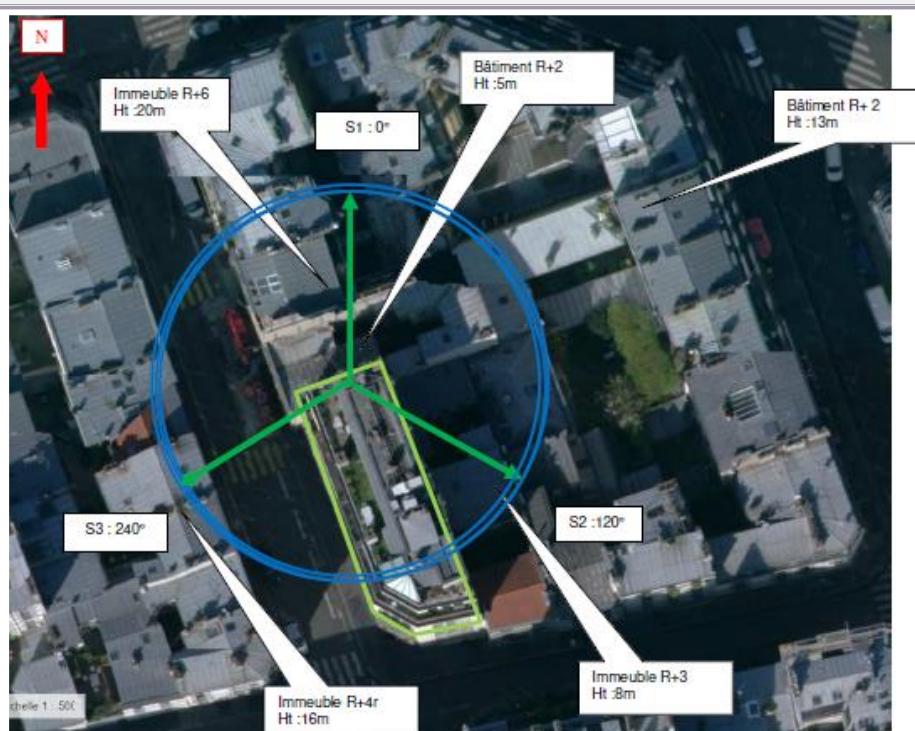 N
Bâtiment R+2
Ht :5m
Immeuble R+6
Ht :20m
Bâtiment R+ 2
Ht :13m
S1 : 0°
S3 : 240°
S2 :120°
Immeuble R+3
Ht :8m
Immeuble R+4r
Ht :16m
chelle 1 : 500